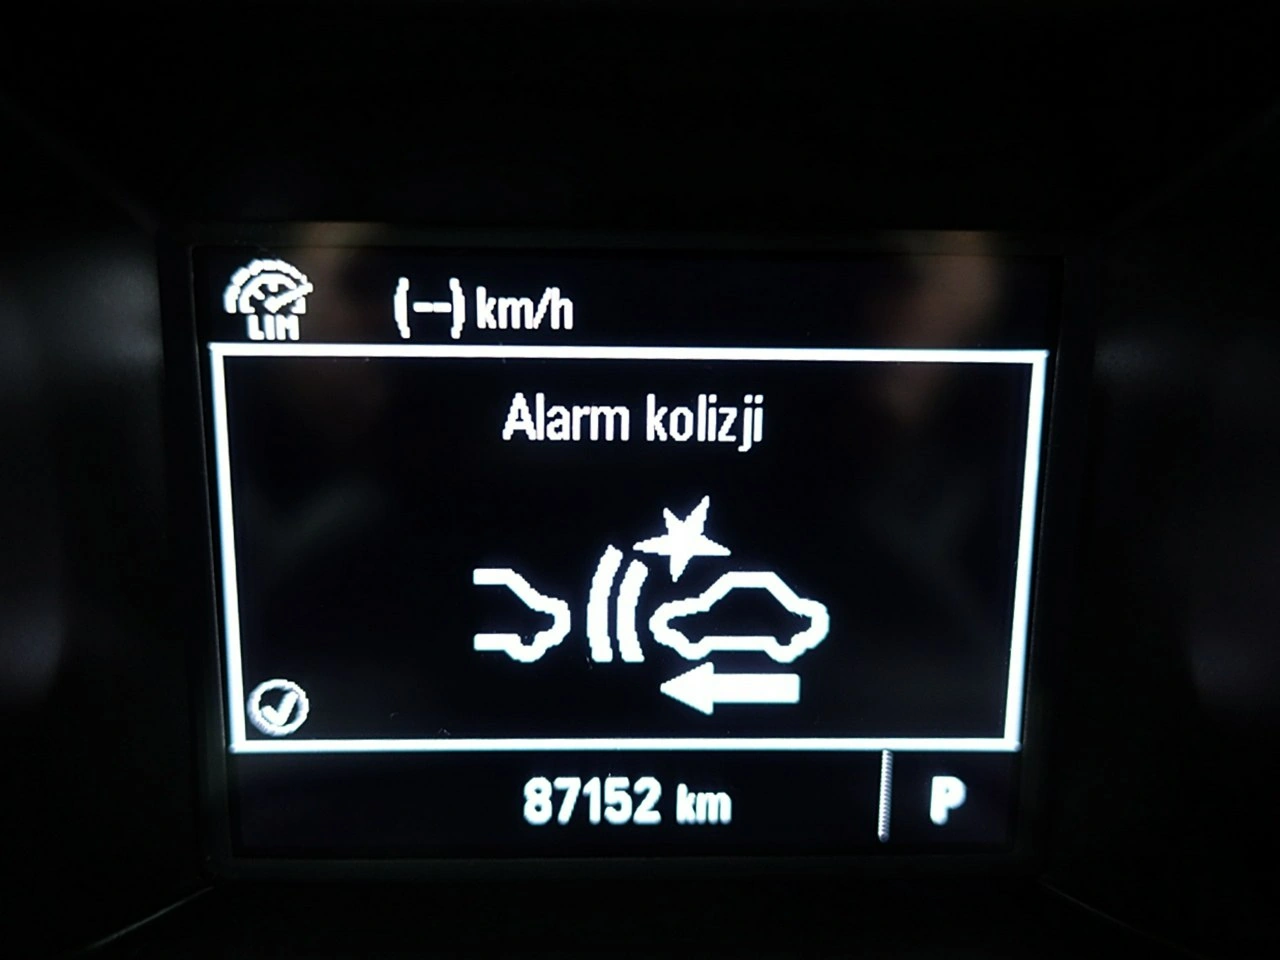 LIM
(--) km/h
Alarm kolizji
87152 km
P